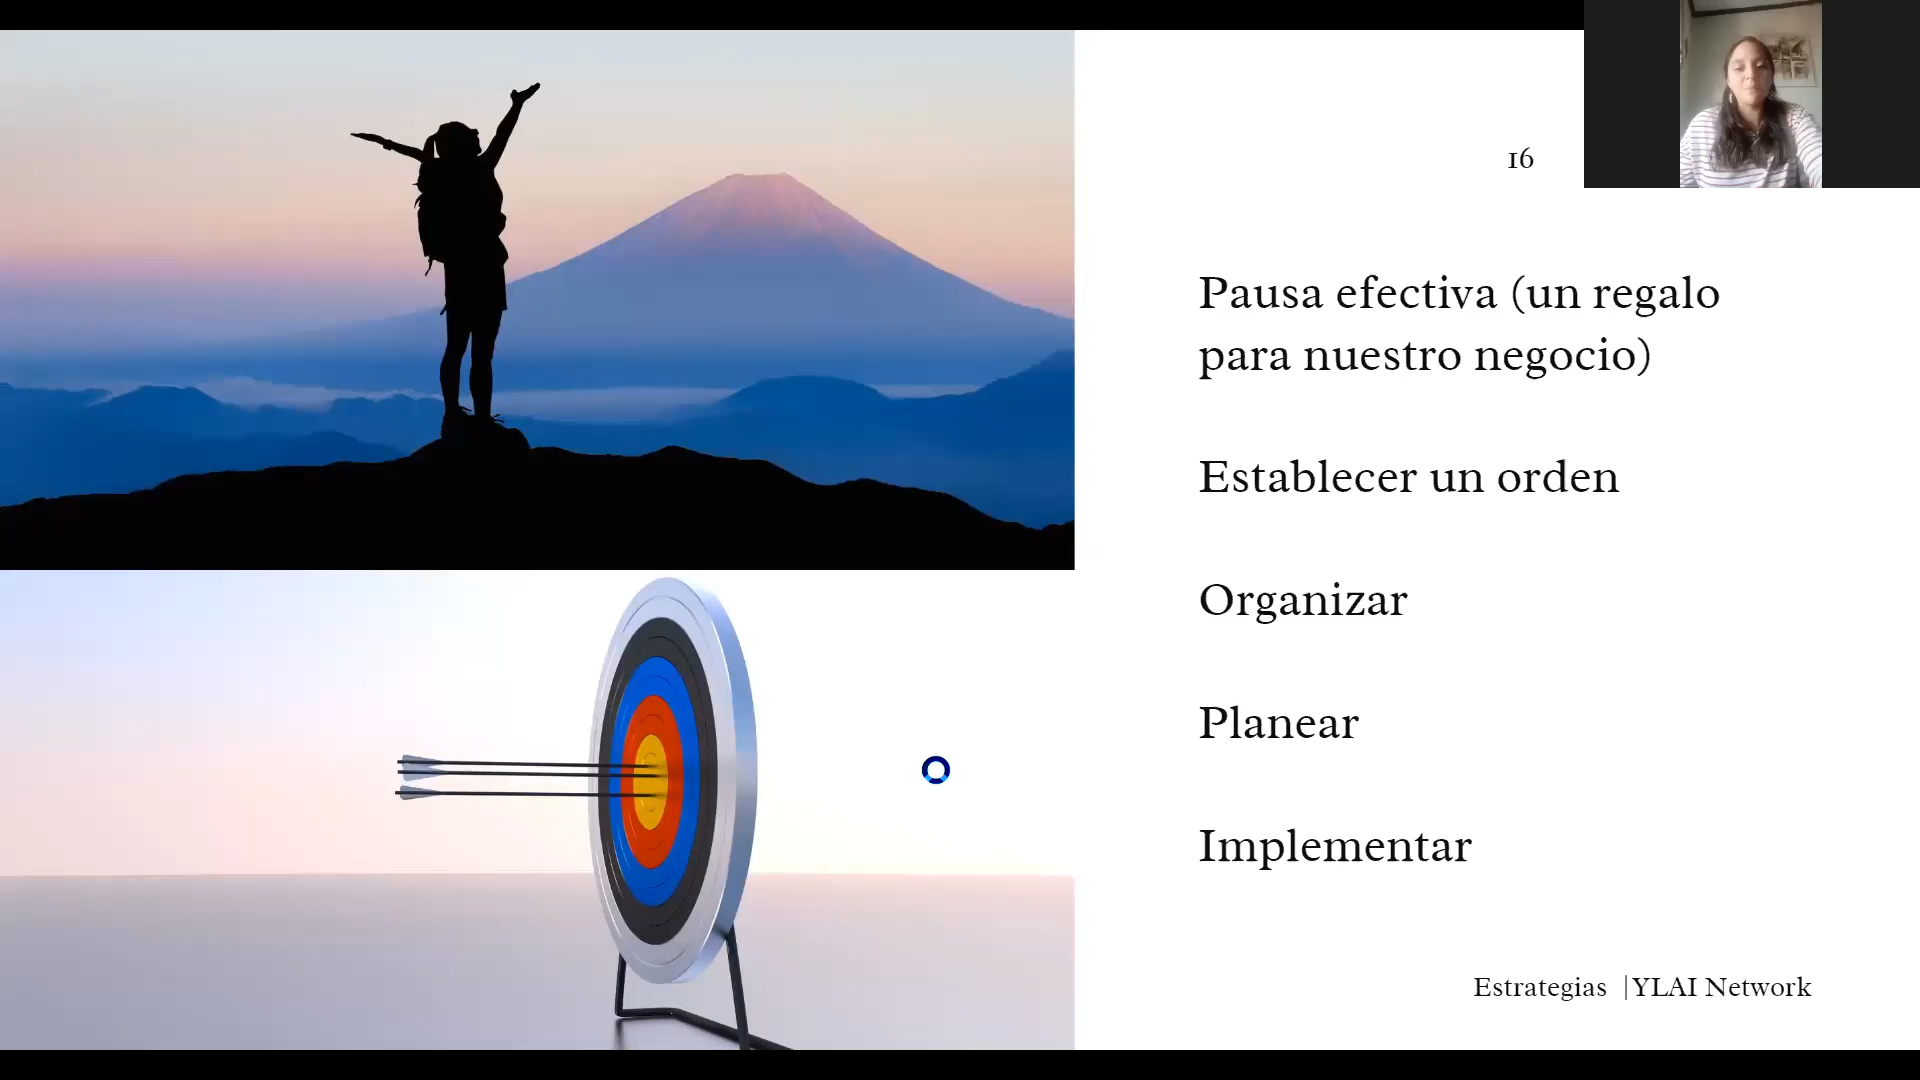 16
Pausa efectiva (un regalo
para nuestro negocio)
Establecer un orden
Organizar
Planear
Implementar
Estrategias |YLAI Network